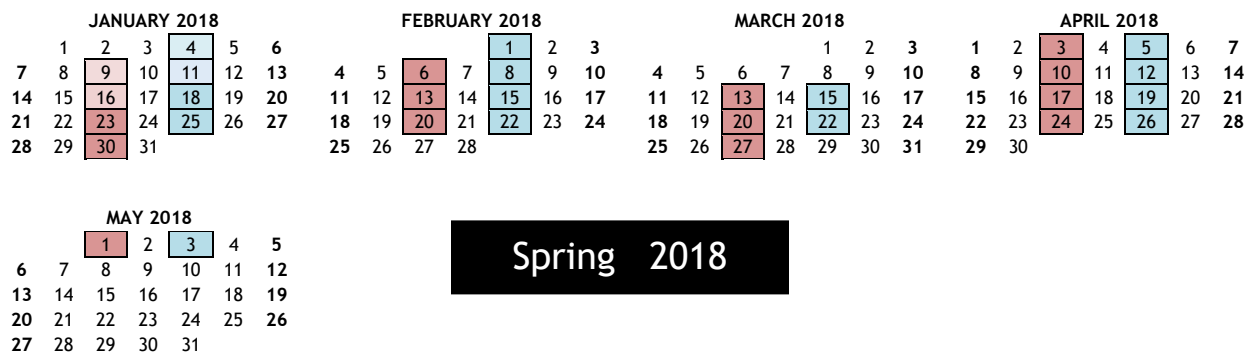 JANUARY 2018
1 2 3 4 5 6
7 8 9 10 11 12 13
14 15 16 17 18 19 20
21 22 23 24 25 26 27
28 29 30 31
FEBRUARY 2018
1 2 3
4 5 6 7 8 9 10
11 12 13 14 15 16 17
18 19 20 21 22 23 24
25 26 27 28
MARCH 2018
1 2 3
4 5 6 7 8 9 10
11 12 13 14 15 16 17
18 19 20 21 22 23 24
25 26 27 28 29 30 31
APRIL 2018
1 2 3 4 5 6 7
8 9 10 11 12 13 14
15 16 17 18 19 20 21
22 23 24 25 26 27 28
29 30
MAY 2018
1 2 3 4 5
6 7 8 9 10 11 12
13 14 15 16 17 18 19
20 21 22 23 24 25 26
27 28 29 30 31
Spring 2018